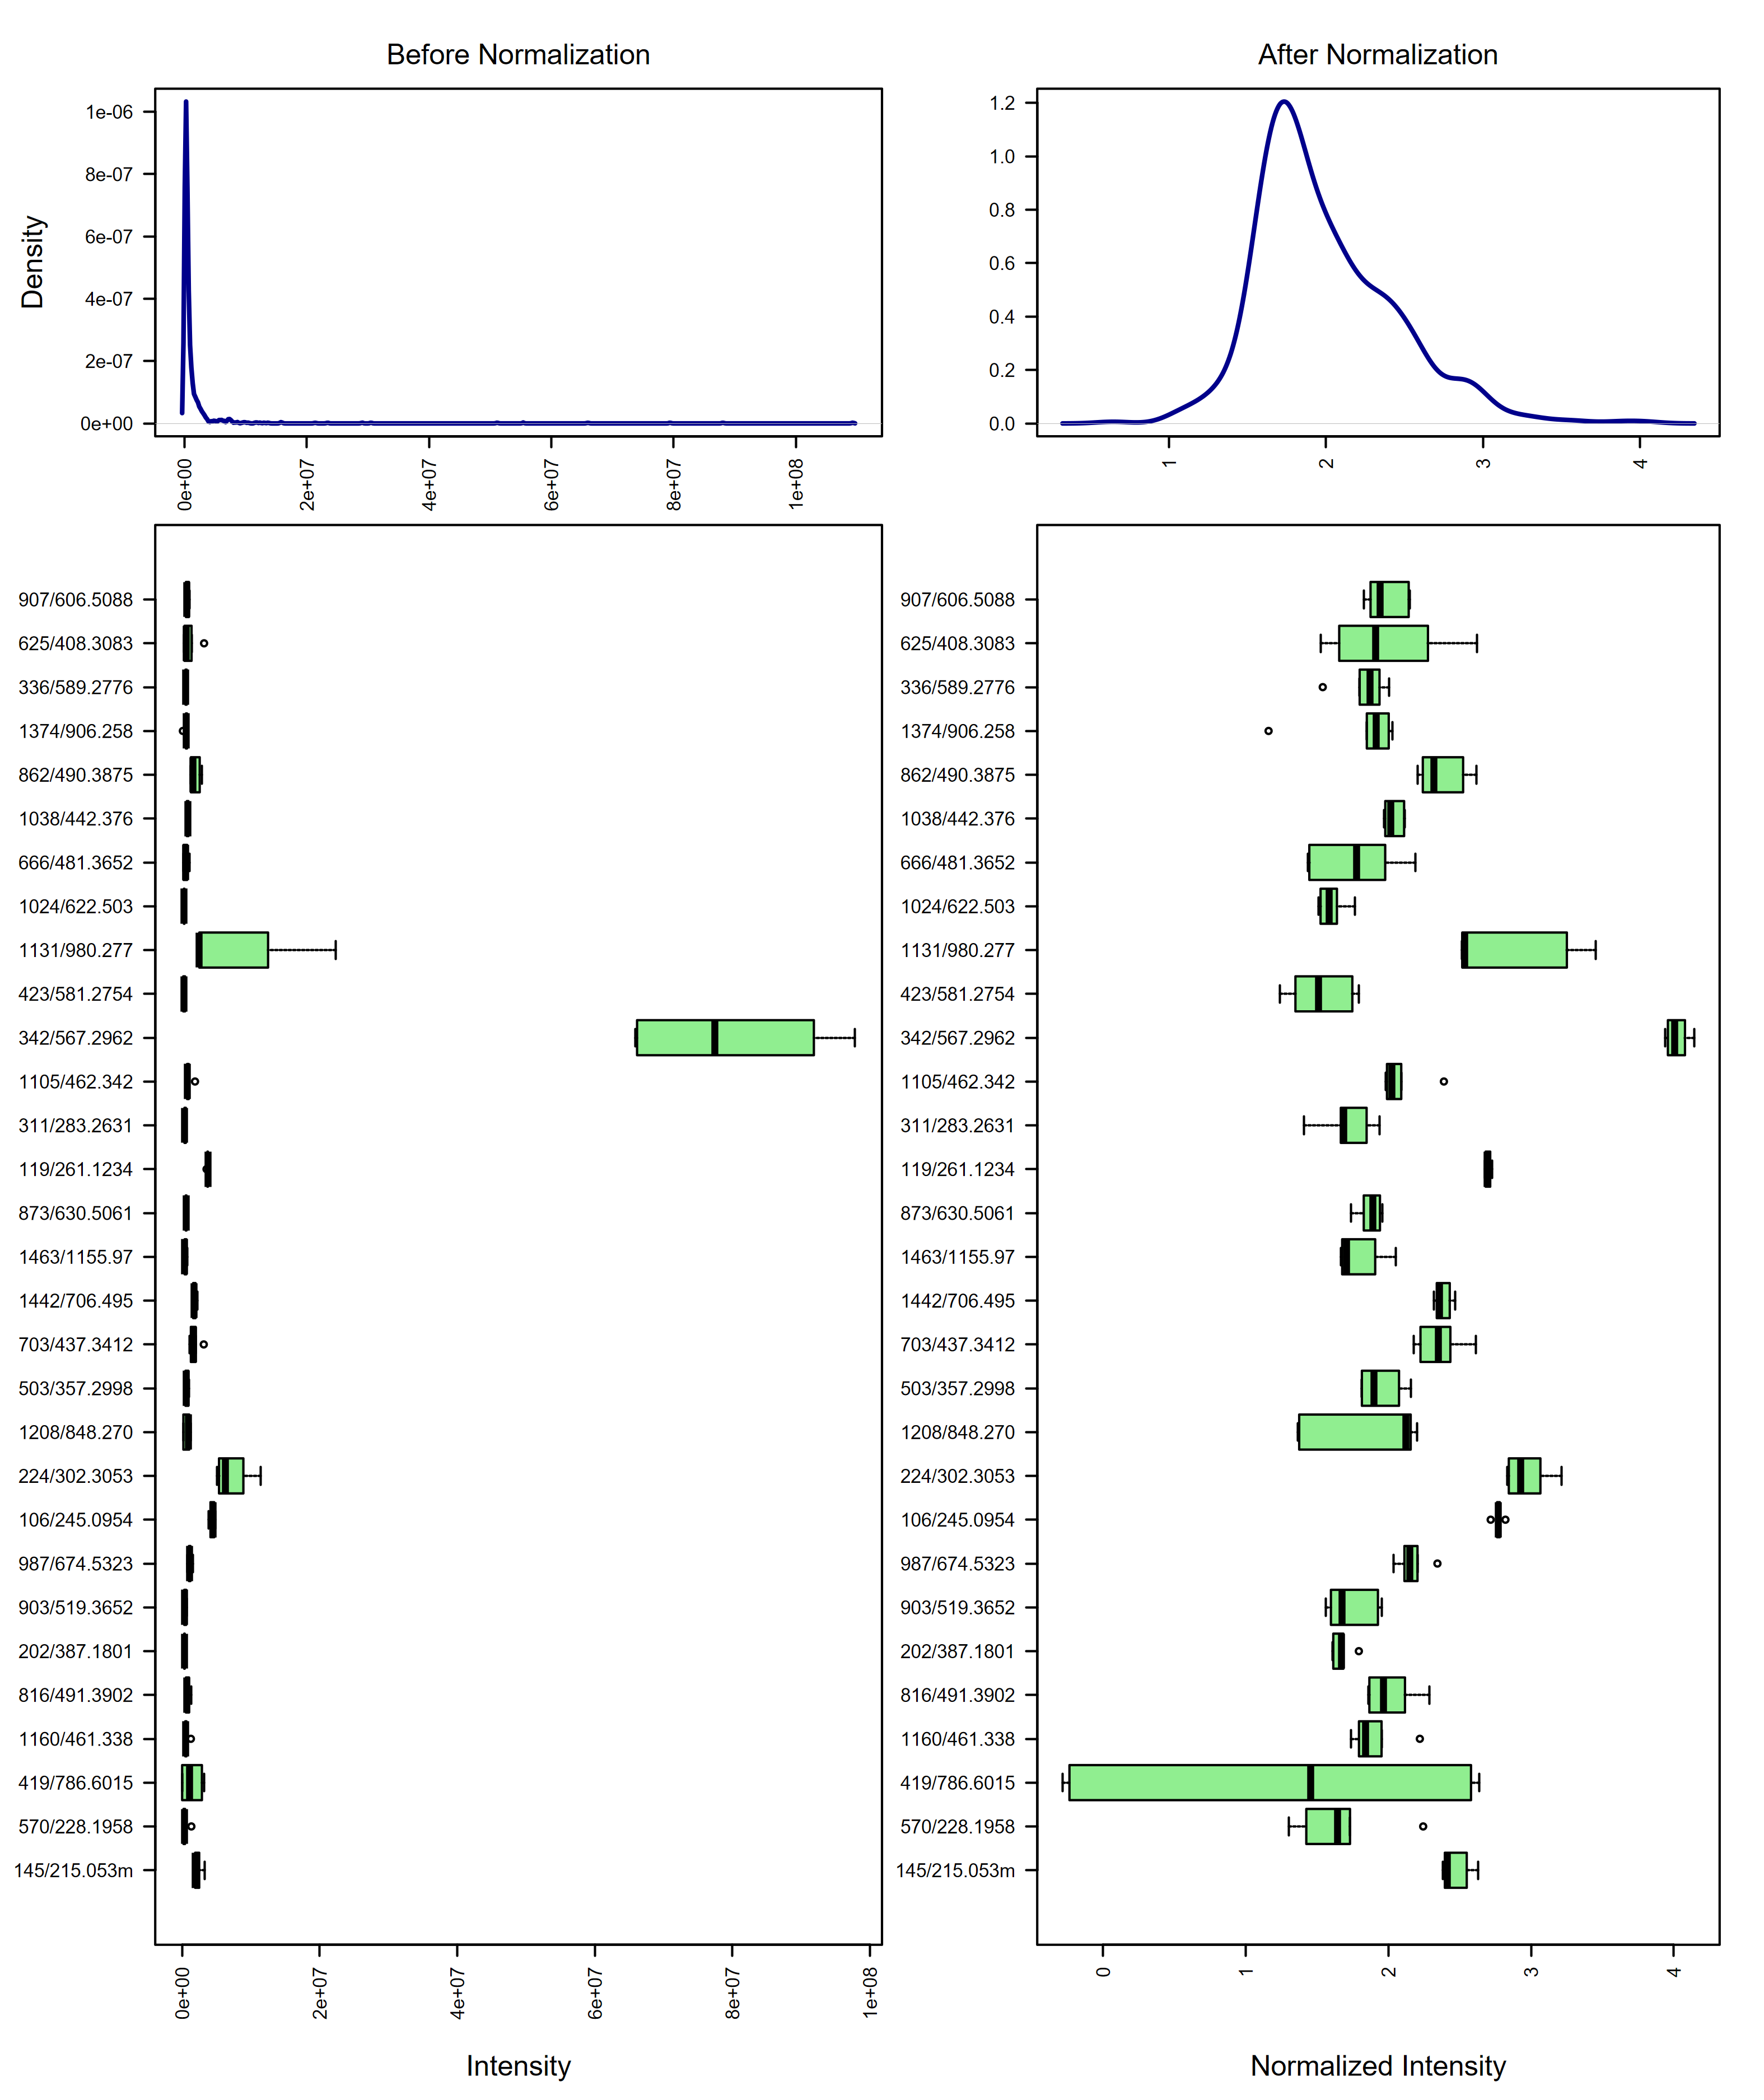 Before Normalization
After Normalization
Density
1e-06
8e-07
6e-07
4e-07
2e-07
0e+00
0e+00
2e+07
4e+07
6e+07
8e+07
1e+08
1.2
1.0
0.8
0.6
0.4
0.2
0.0
1
2
3
4
907/606.5088
625/408.3083
336/589.2776
1374/906.258
862/490.3875
1038/442.376
666/481.3652
1024/622.503
1131/980.277
423/581.2754
342/567.2962
1105/462.342
311/283.2631
119/261.1234
873/630.5061
1463/1155.97
1442/706.495
703/437.3412
503/357.2998
1208/848.270
224/302.3053
106/245.0954
987/674.5323
903/519.3652
202/387.1801
816/491.3902
1160/461.338
419/786.6015
570/228.1958
145/215.053m
0e+00
2e+07
4e+07
6e+07
8e+07
1e+08
Intensity
907/606.5088
625/408.3083
336/589.2776
1374/906.258
862/490.3875
1038/442.376
666/481.3652
1024/622.503
1131/980.277
423/581.2754
342/567.2962
1105/462.342
311/283.2631
119/261.1234
873/630.5061
1463/1155.97
1442/706.495
703/437.3412
503/357.2998
1208/848.270
224/302.3053
106/245.0954
987/674.5323
903/519.3652
202/387.1801
816/491.3902
1160/461.338
419/786.6015
570/228.1958
145/215.053m
0
1
2
3
4
Normalized Intensity